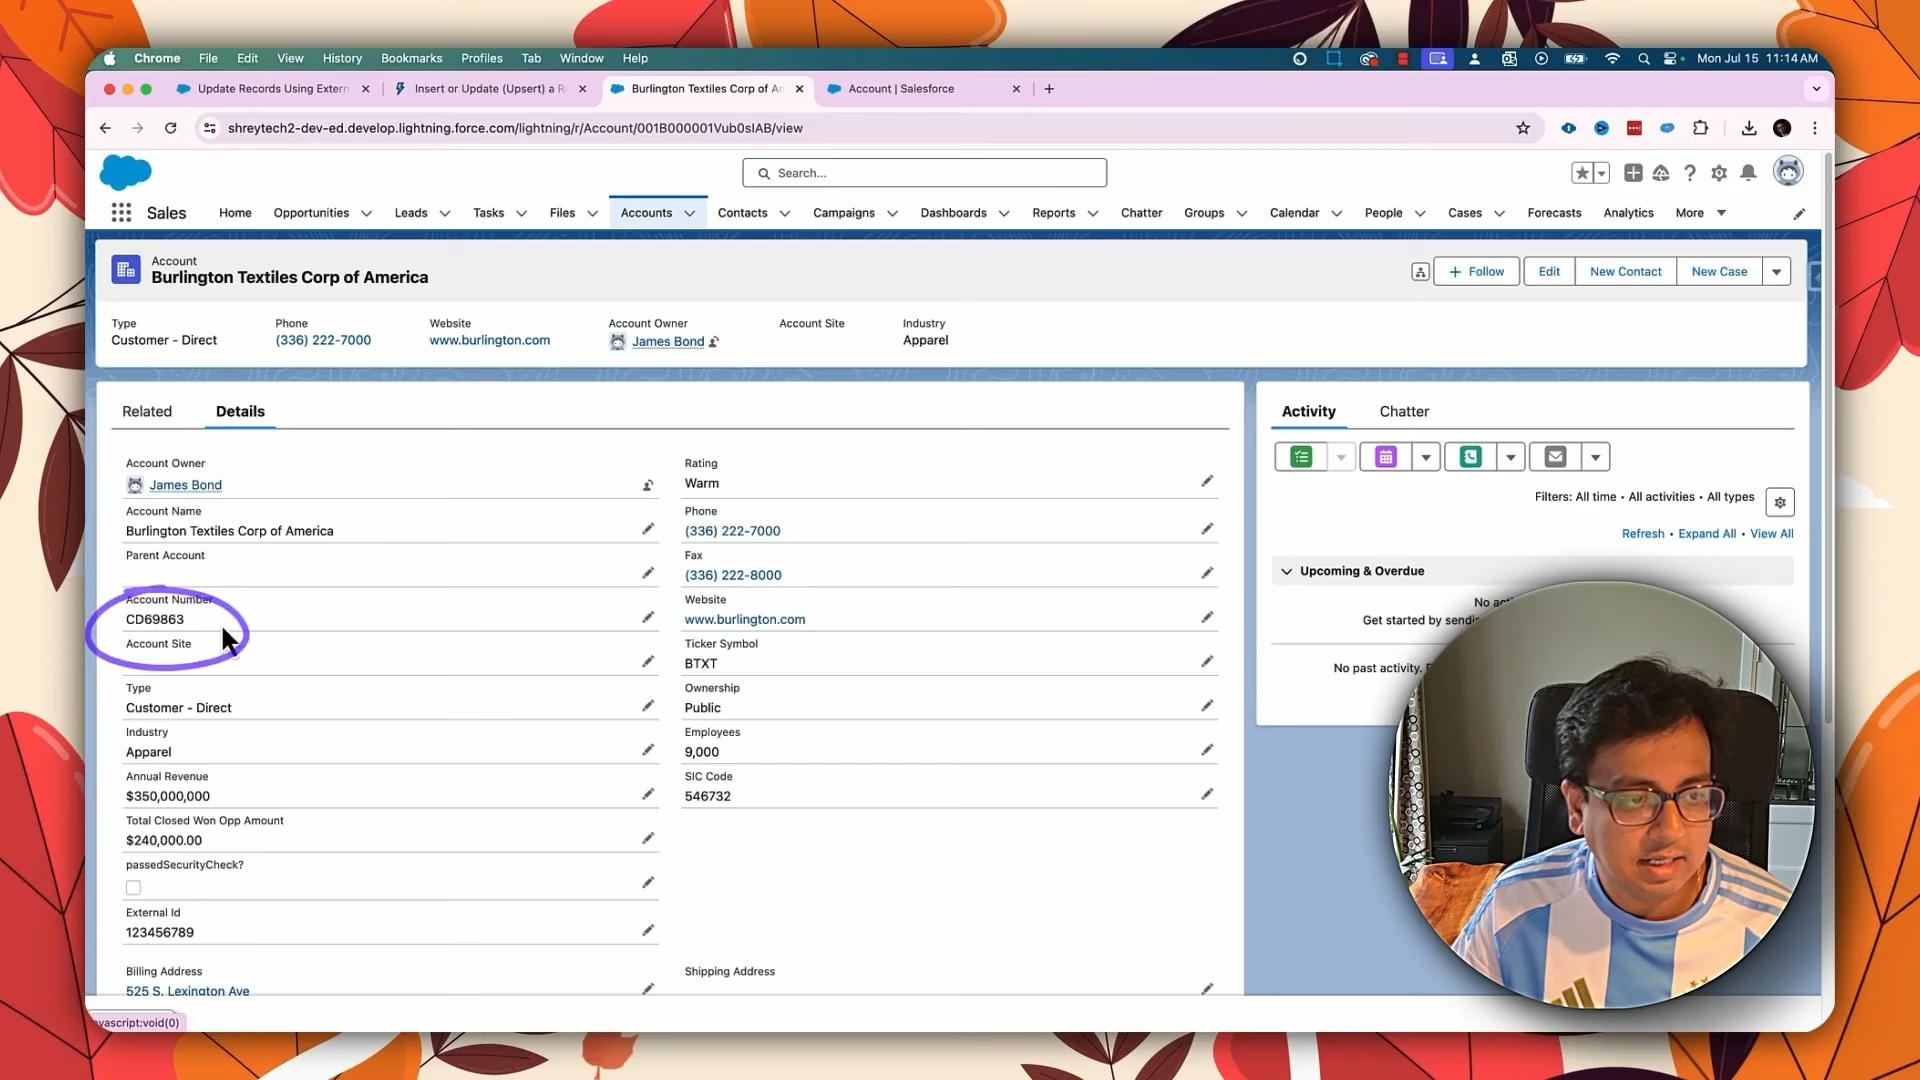 Chrome File Edit View History Bookmarks Profiles Tab Window Help Mon Jul 15 11:14 AM
Update Records Using Extern Insert or Update (Upsert) a R Burlington Textiles Corp of Am Account | Salesforce
shreytech2-dev-ed.develop.lightning.force.com/lightning/r/Account/001B000001Vub0sIAB/view
Search...
Sales Home Opportunities Leads Tasks Files Accounts Contacts Campaigns Dashboards Reports Chatter Groups Calendar People Cases Forecasts Analytics More
Account
Burlington Textiles Corp of America
Follow Edit New Contact New Case
Type Phone Website Account Owner Account Site Industry
Customer - Direct (336) 222-7000 www.burlington.com James Bond Apparel
Related Details
Activity Chatter
Account Owner
James Bond
Account Name
Burlington Textiles Corp of America
Parent Account
Account Number
CD69863
Account Site
Type
Customer - Direct
Industry
Apparel
Annual Revenue
$350,000,000
Total Closed Won Opp Amount
$240,000.00
passedSecurityCheck?
External Id
123456789
Billing Address
525 S. Lexington Ave
Rating
Warm
Phone
(336) 222-7000
Fax
(336) 222-8000
Website
www.burlington.com
Ticker Symbol
BTXT
Ownership
Public
Employees
9,000
SIC Code
546732
Shipping Address
Filters: All time • All activities • All types
Refresh • Expand All • View All
Upcoming & Overdue
No
Get started by
No past activity.
avascript:void(0)